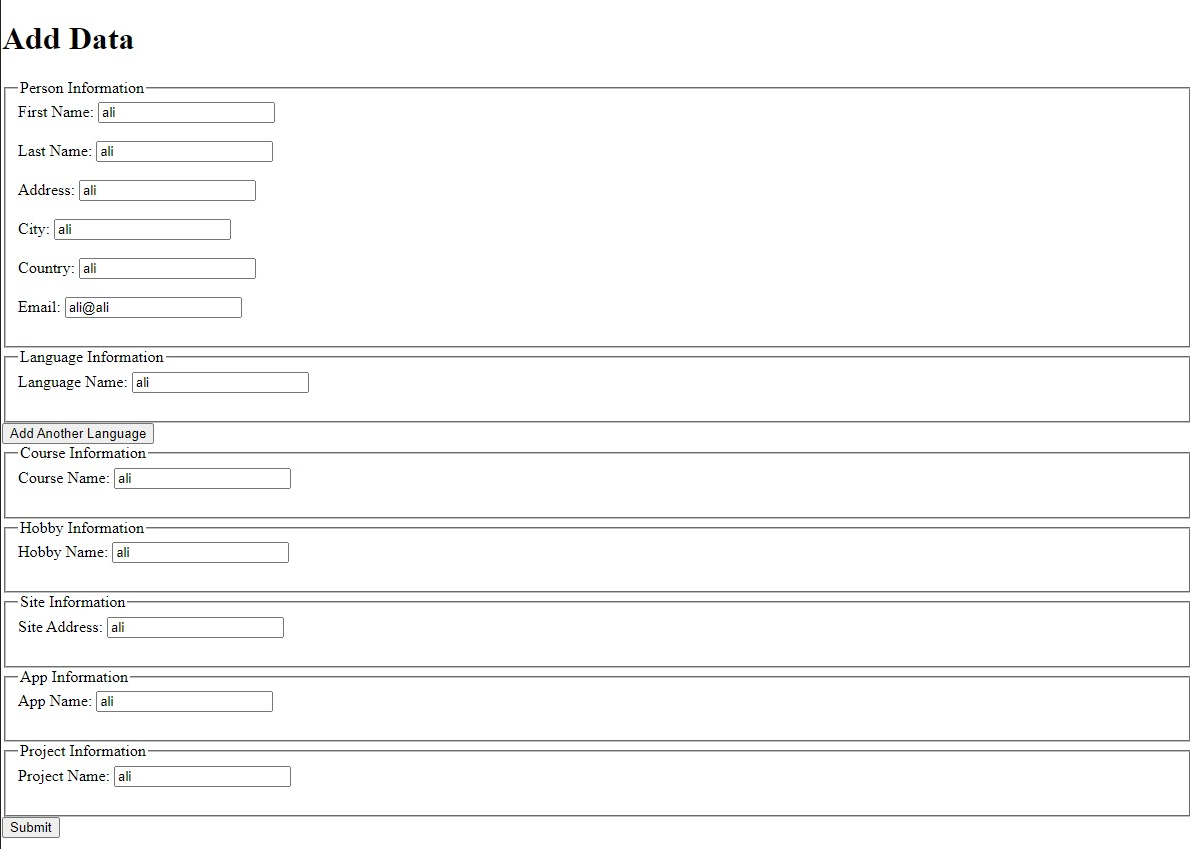 Add Data
Person Information
First Name: ali
Last Name: ali
Address: ali
City: ali
Country: ali
Email: ali@ali
Language Information
Language Name: ali
Add Another Language
Course Information
Course Name: ali
Hobby Information
Hobby Name: ali
Site Information
Site Address: ali
App Information
App Name: ali
Project Information
Project Name: ali
Submit